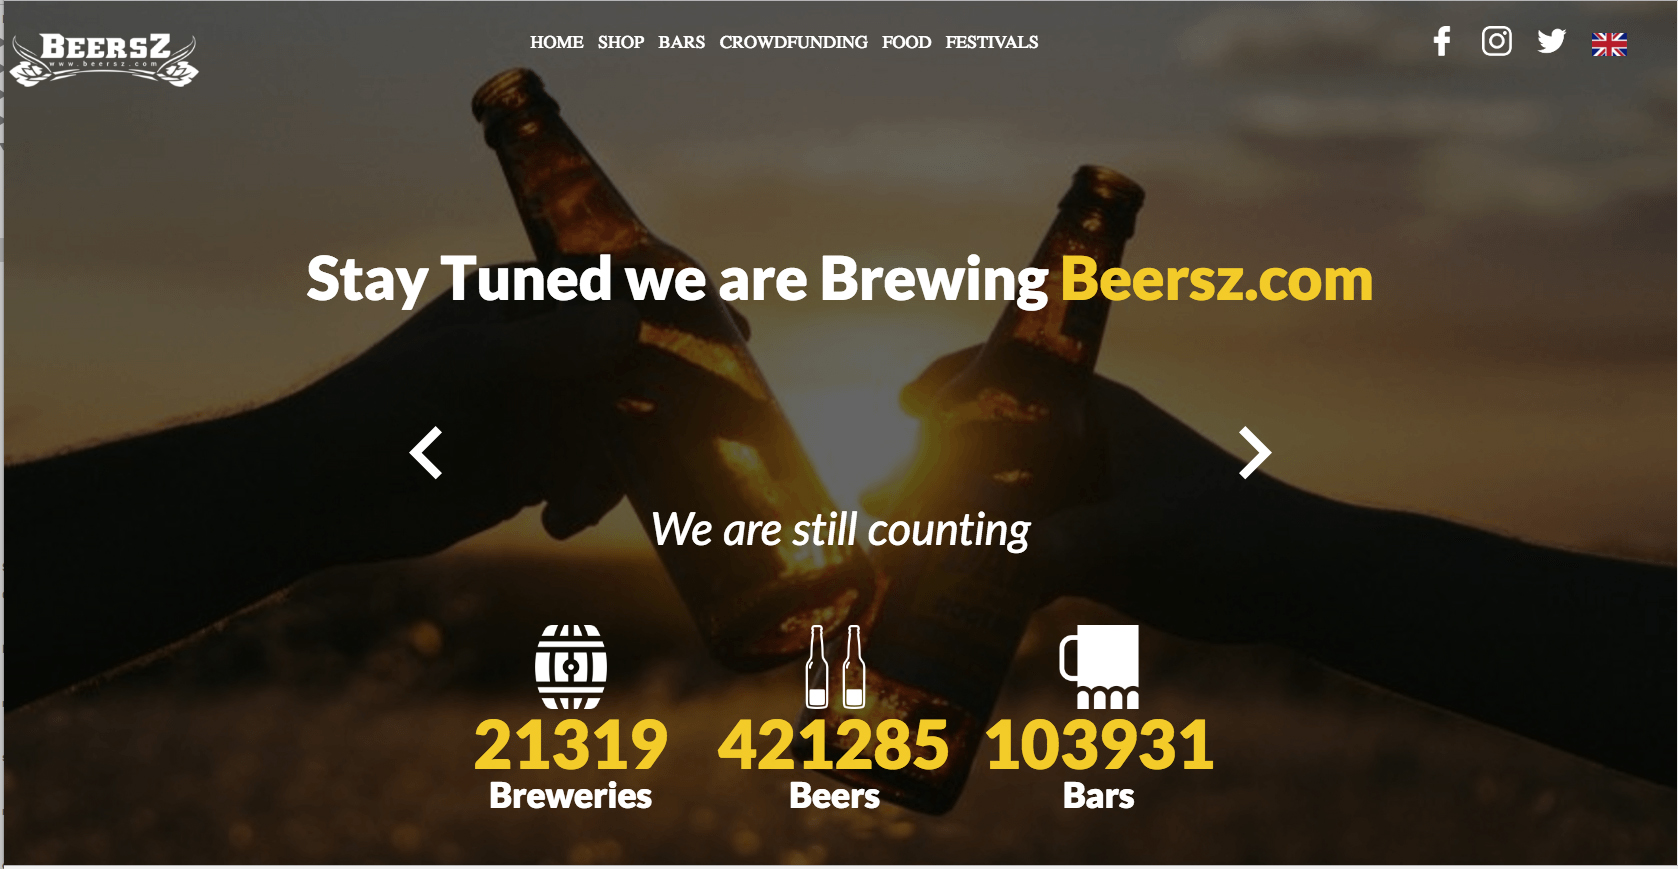 BEERSZ
www.beersz.com
HOME SHOP BARS CROWDFUNDING FOOD FESTIVALS
Stay Tuned we are Brewing Beersz.com
We are still counting
21319 421285 103931
Breweries Beers Bars